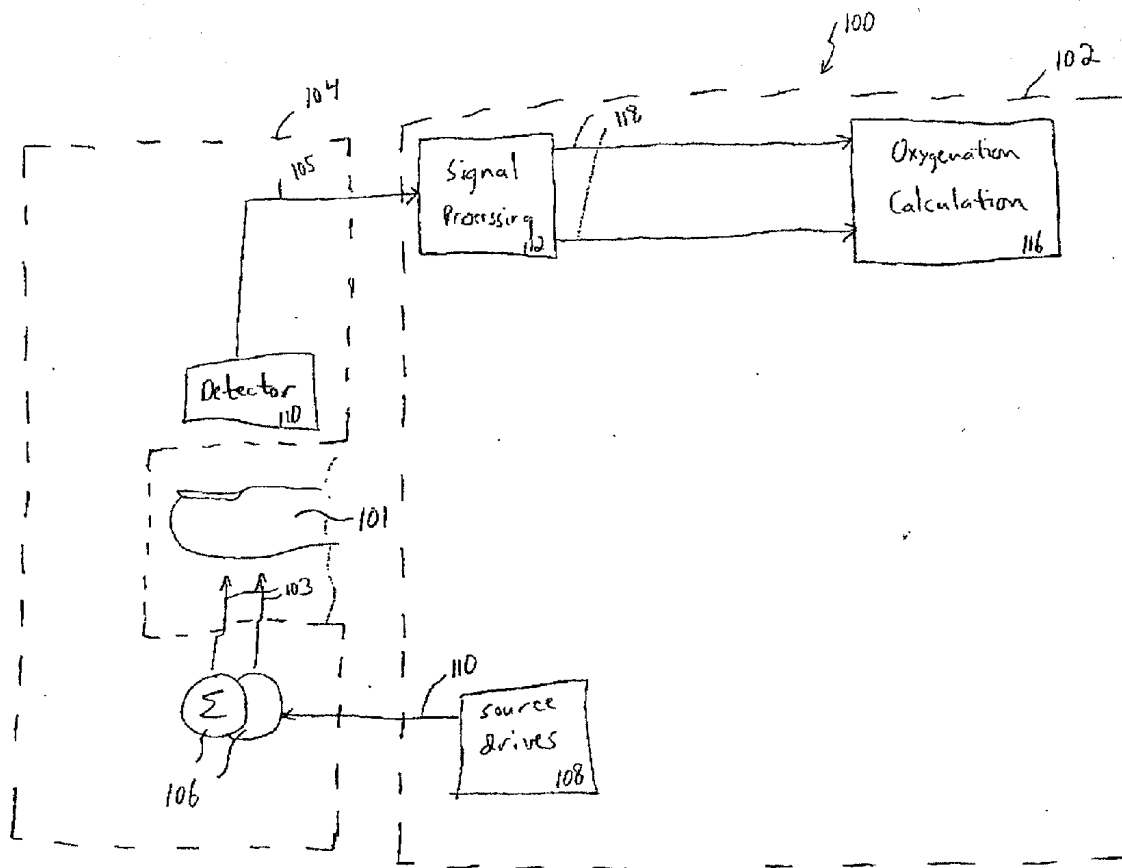 100
102
104
118
105
Signal
Processing
112
Oxygenation
Calculation
116
Detector
110
101
103
110
Σ
source
drives
108
106